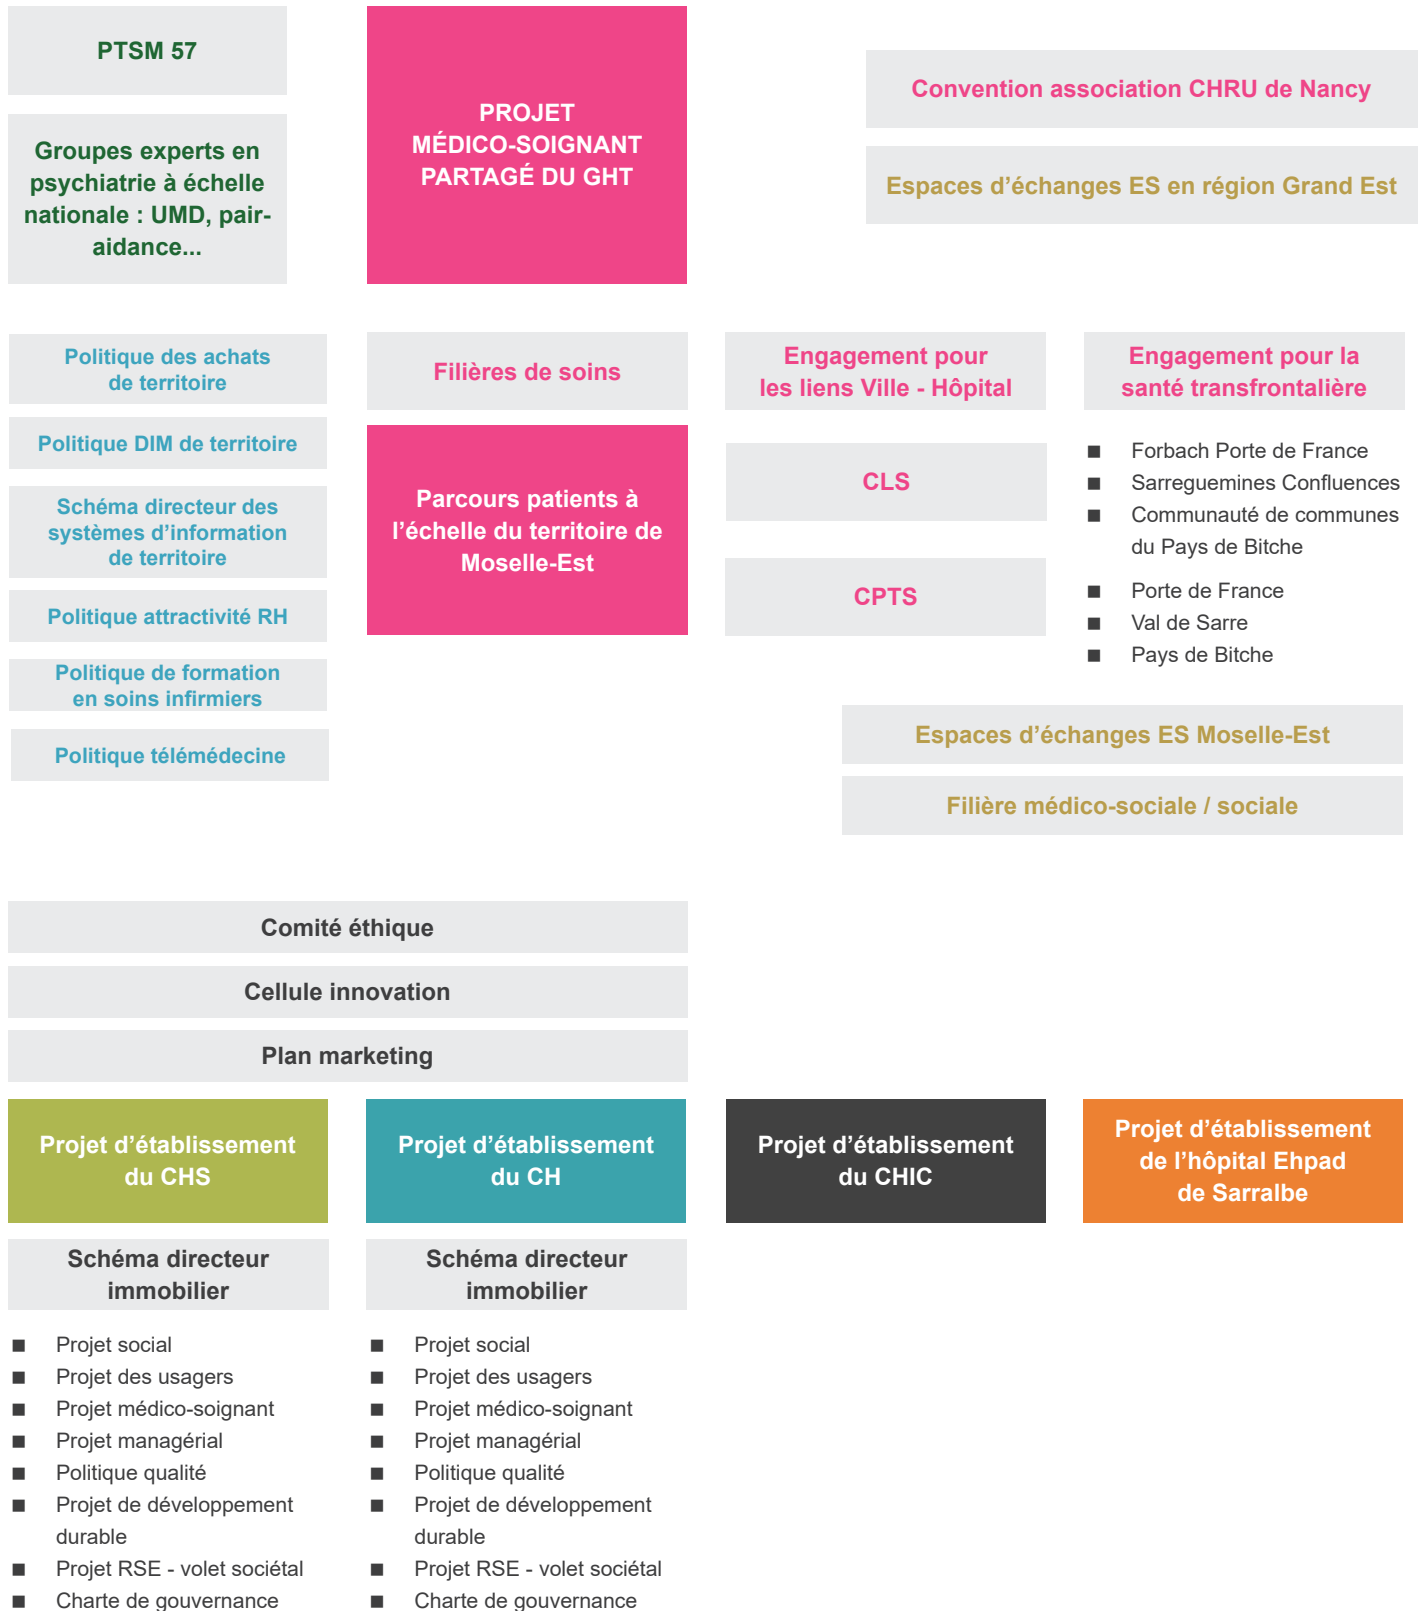 PTSM 57
Groupes experts en
psychiatrie à échelle
nationale : UMD, pair-
aidance...
PROJET
MÉDICO-SOIGNANT
PARTAGÉ DU GHT
Convention association CHRU de Nancy
Espaces d’échanges ES en région Grand Est
Politique des achats
de territoire
Politique DIM de territoire
Schéma directeur des
systèmes d’information
de territoire
Politique attractivité RH
Politique de formation
en soins infirmiers
Politique télémédecine
Filières de soins
Parcours patients à
l’échelle du territoire de
Moselle-Est
Engagement pour
les liens Ville - Hôpital
CLS
CPTS
Engagement pour la
santé transfrontalière
■ Forbach Porte de France
■ Sarreguemines Confluences
■ Communauté de communes
du Pays de Bitche
■ Porte de France
■ Val de Sarre
■ Pays de Bitche
Espaces d’échanges ES Moselle-Est
Filière médico-sociale / sociale
Comité éthique
Cellule innovation
Plan marketing
Projet d’établissement
du CHS
Schéma directeur
immobilier
■ Projet social
■ Projet des usagers
■ Projet médico-soignant
■ Projet managérial
■ Politique qualité
■ Projet de développement
durable
■ Projet RSE - volet sociétal
■ Charte de gouvernance
Projet d’établissement
du CH
Schéma directeur
immobilier
■ Projet social
■ Projet des usagers
■ Projet médico-soignant
■ Projet managérial
■ Politique qualité
■ Projet de développement
durable
■ Projet RSE - volet sociétal
■ Charte de gouvernance
Projet d’établissement
du CHIC
Projet d’établissement
de l’hôpital Ehpad
de Sarralbe